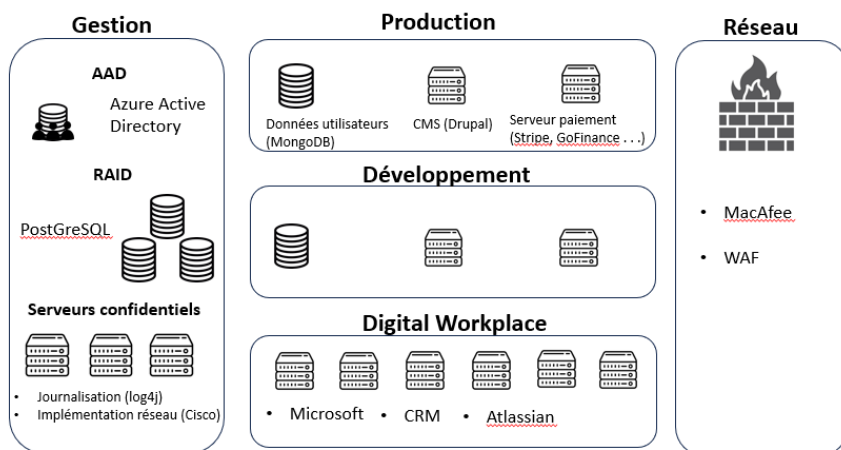 Gestion
AAD
Azure Active
Directory
RAID
PostGreSQL
Serveurs confidentiels
• Journalisation (log4j)
• Implémentation réseau (Cisco)
Production
Données utilisateurs
(MongoDB)
CMS (Drupal)
Serveur paiement
(Stripe, GoFinance . . .)
Développement
Digital Workplace
• Microsoft
• CRM
• Atlassian
Réseau
• MacAfee
• WAF